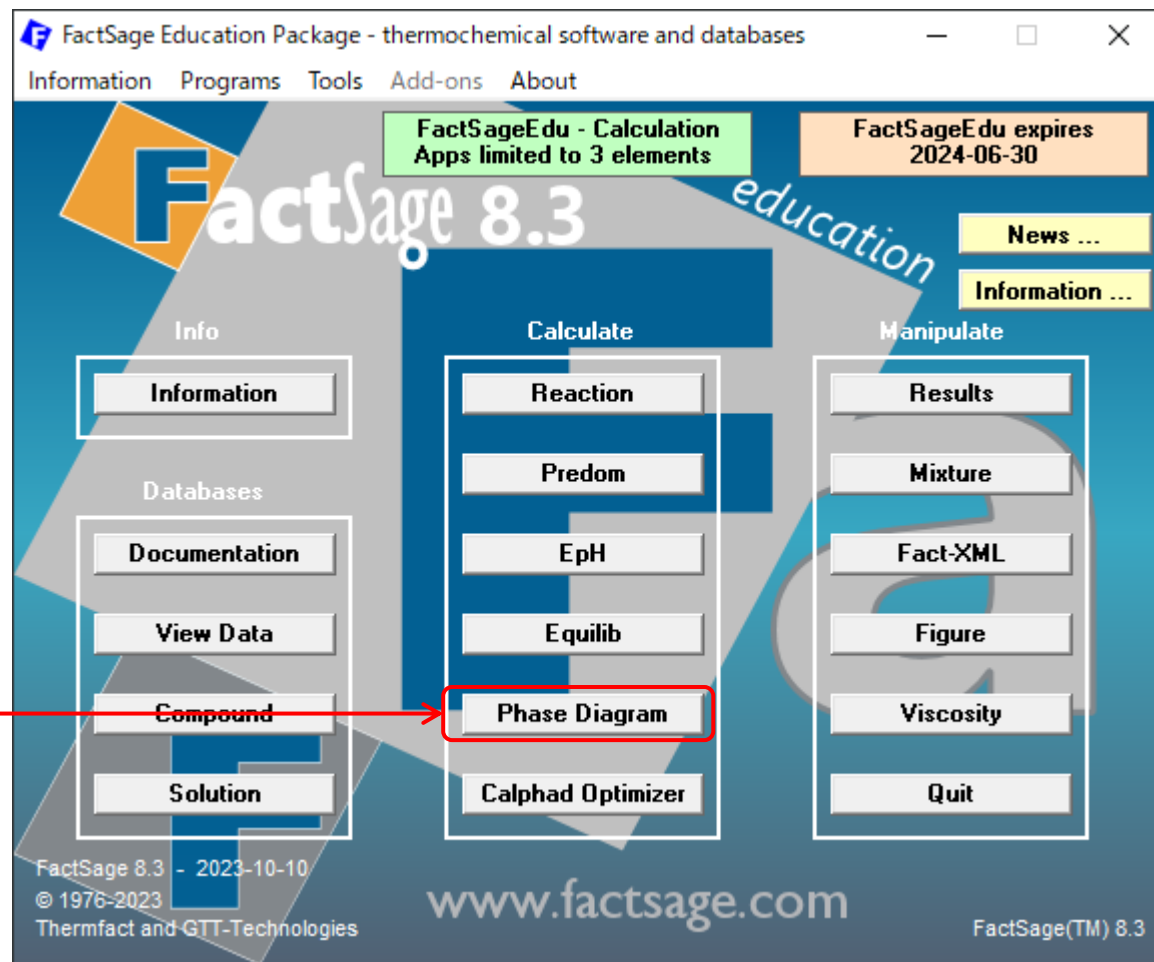 FactSage Education Package - thermochemical software and databases
Information Programs Tools Add-ons About
FactSageEdu - Calculation
Apps limited to 3 elements
FactSageEdu expires
2024-06-30
FactSage 8.3
education
News ...
Information ...
Info
Information
Databases
Documentation
View Data
Compound
Solution
Calculate
Reaction
Predom
EpH
Equilib
Phase Diagram
Calphad Optimizer
Manipulate
Results
Mixture
Fact-XML
Figure
Viscosity
Quit
FactSage 8.3 - 2023-10-10
© 1976-2023
Thermfact and GTT-Technologies
www.factsage.com
FactSage(TM) 8.3